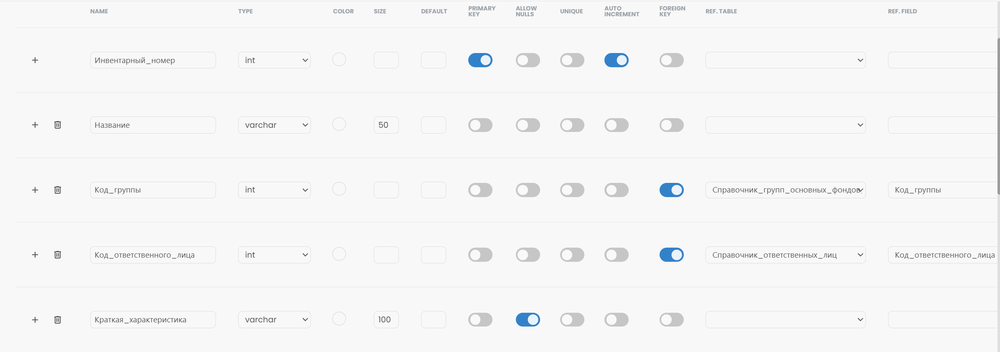 NAME TYPE COLOR SIZE DEFAULT PRIMARY KEY ALLOW NULLS UNIQUE AUTO INCREMENT FOREIGN KEY REF. TABLE REF. FIELD
Инвентарный_номер int
Название varchar 50
Код_группы int Справочник_групп_основных_фондов Код_группы
Код_ответственного_лица int Справочник_ответственных_лиц Код_ответственного_лица
Краткая_характеристика varchar 100